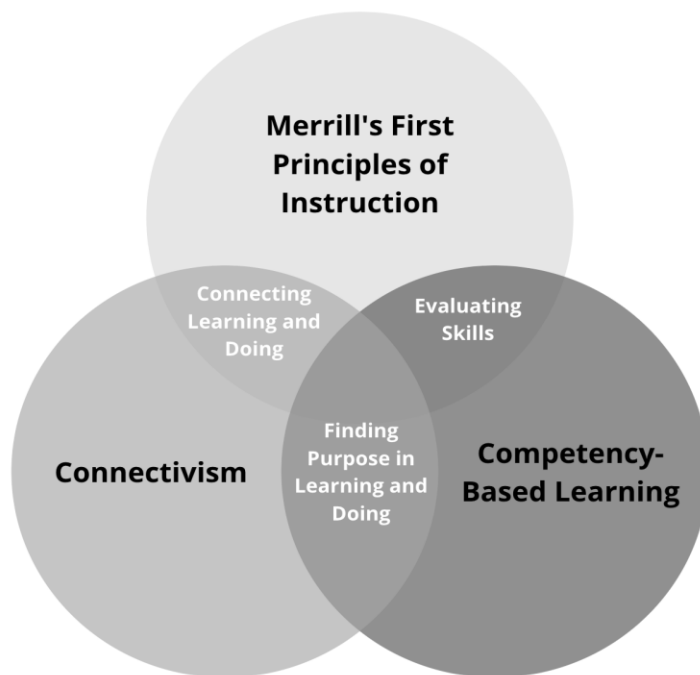 Merrill's First
Principles of
Instruction
Connecting
Learning and
Doing
Evaluating
Skills
Finding
Purpose in
Learning and
Doing
Connectivism
Competency-
Based Learning